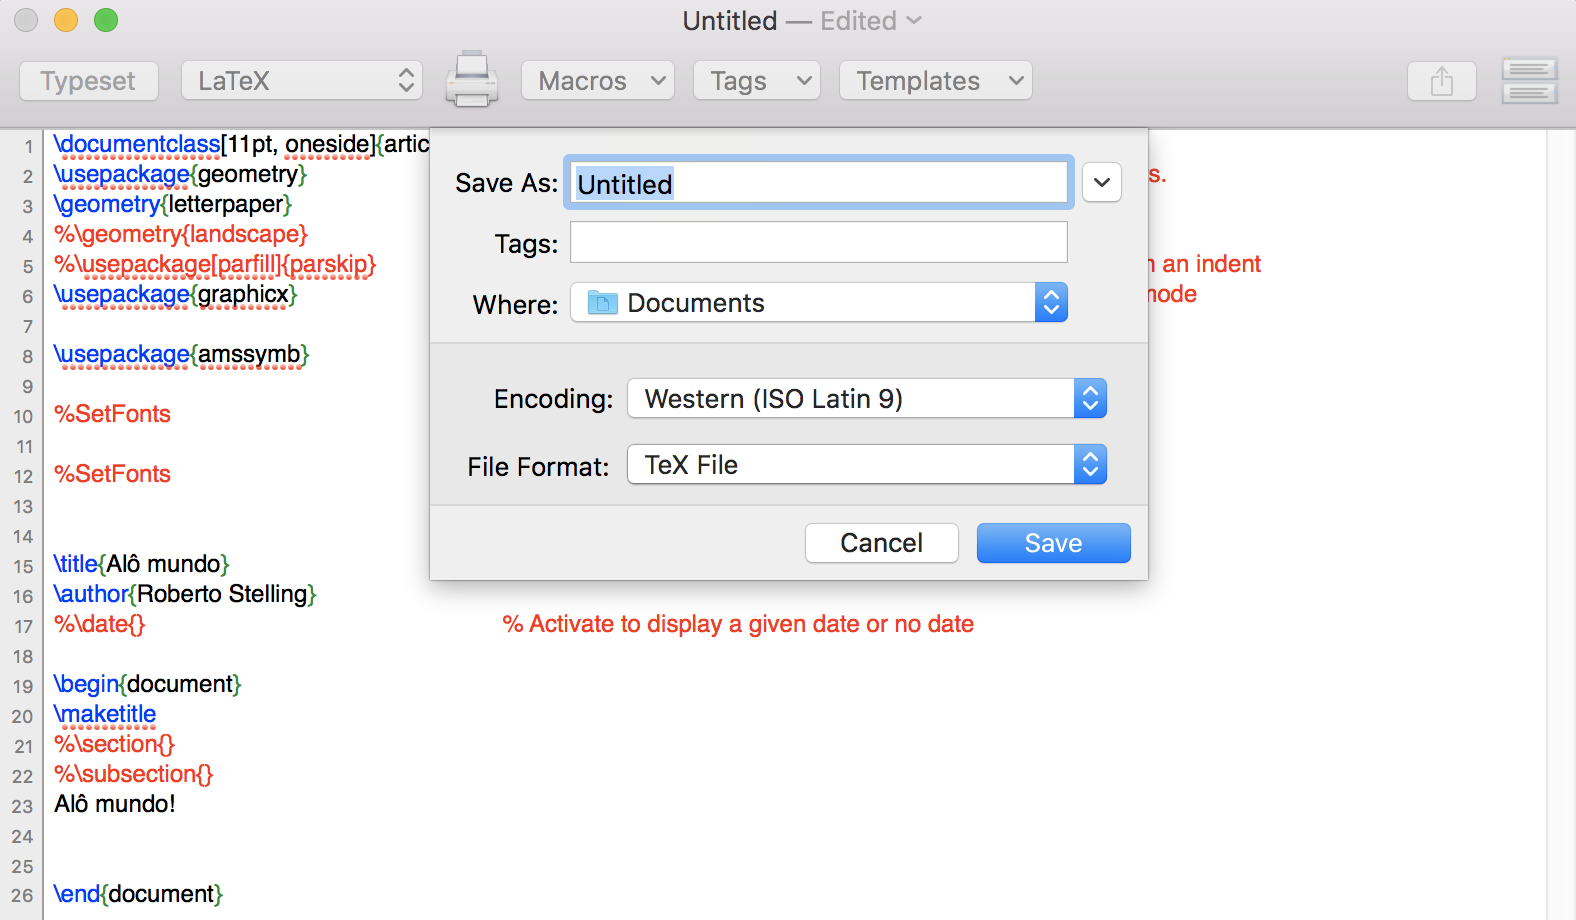 Untitled — Edited
Typeset LaTeX Macros Tags Templates
1 \documentclass[11pt, oneside]{artic
2 \usepackage{geometry} s.
3 \geometry{letterpaper}
4 %\geometry{landscape}
5 %\usepackage[parfill]{parskip} an indent
6 \usepackage{graphicx}
7
8 \usepackage{amssymb}
9
10 %SetFonts
11
12 %SetFonts
13
14
15 \title{Alô mundo}
16 \author{Roberto Stelling}
17 %\date{} % Activate to display a given date or no date
18
19 \begin{document}
20 \maketitle
21 %\section{}
22 %\subsection{}
23 Alô mundo!
24
25
26 \end{document}
Save As: Untitled
Tags:
Where: Documents
Encoding: Western (ISO Latin 9)
File Format: TeX File
Cancel Save